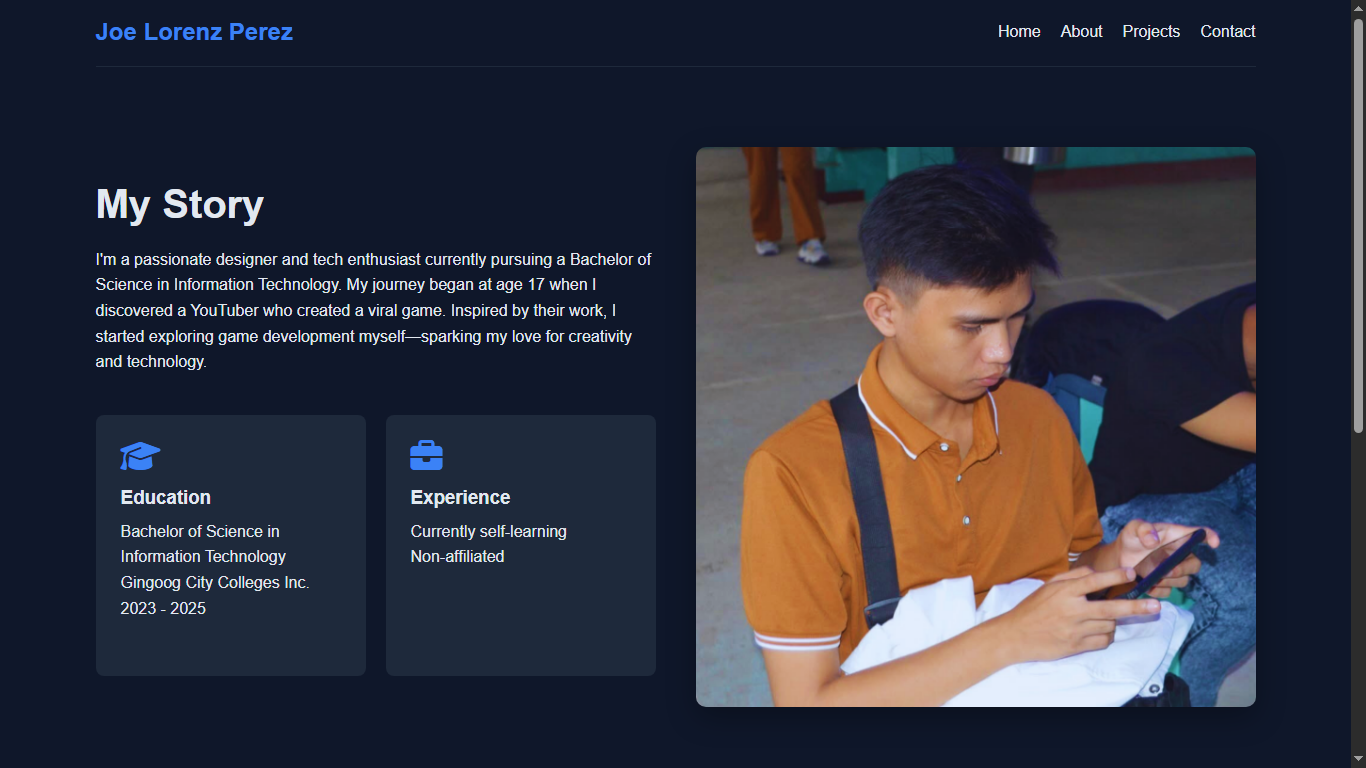 Joe Lorenz Perez
Home About Projects Contact
My Story
I'm a passionate designer and tech enthusiast currently pursuing a Bachelor of
Science in Information Technology. My journey began at age 17 when I
discovered a YouTuber who created a viral game. Inspired by their work, I
started exploring game development myself—sparking my love for creativity
and technology.
Education
Bachelor of Science in
Information Technology
Gingoog City Colleges Inc.
2023 - 2025
Experience
Currently self-learning
Non-affiliated